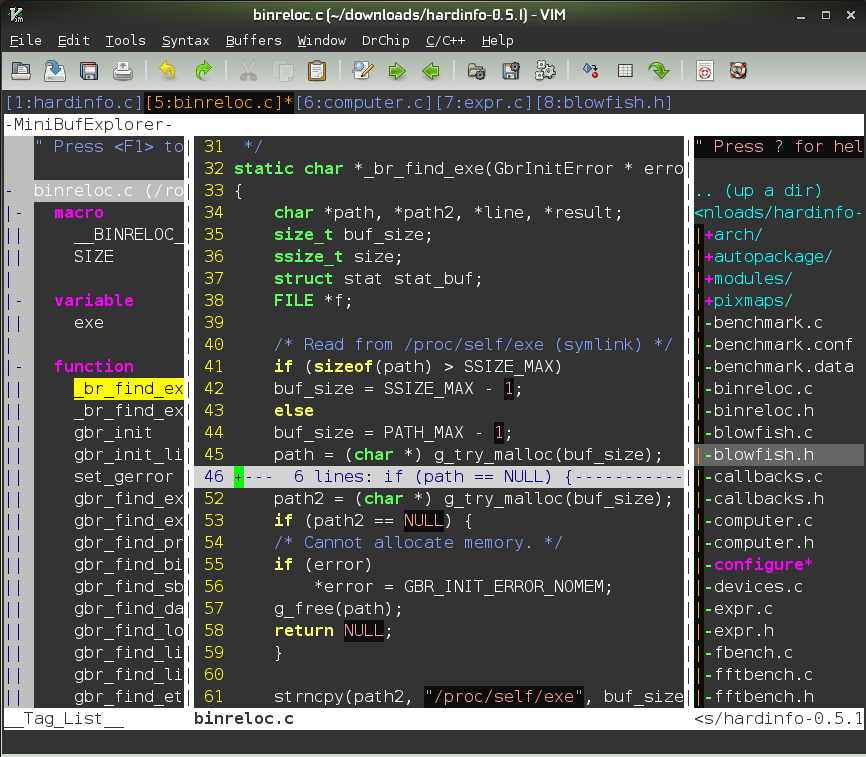 binreloc.c (~/downloads/hardinfo-0.5.1) - VIM
File Edit Tools Syntax Buffers Window DrChip C/C++ Help
[1:hardinfo.c][5:binreloc.c]*[6:computer.c][7:expr.c][8:blowfish.h]
-MiniBufExplorer-
" Press <F1> to
- binreloc.c (/ro
|- macro
|| __BINRELOC_
|| SIZE
|
|- variable
|| exe
|
|- function
|| _br_find_ex
|| _br_find_ex
|| gbr_init
|| gbr_init_li
|| set_gerror
|| gbr_find_ex
|| gbr_find_ex
|| gbr_find_pr
|| gbr_find_bi
|| gbr_find_sb
|| gbr_find_da
|| gbr_find_lo
|| gbr_find_li
|| gbr_find_li
|| gbr_find_et
__Tag_List__
31 */
32 static char *_br_find_exe(GbrInitError * erro
33 {
34     char *path, *path2, *line, *result;
35     size_t buf_size;
36     ssize_t size;
37     struct stat stat_buf;
38     FILE *f;
39
40     /* Read from /proc/self/exe (symlink) */
41     if (sizeof(path) > SSIZE_MAX)
42     buf_size = SSIZE_MAX - 1;
43     else
44     buf_size = PATH_MAX - 1;
45     path = (char *) g_try_malloc(buf_size);
46 +---  6 lines: if (path == NULL) {-----------
52     path2 = (char *) g_try_malloc(buf_size);
53     if (path2 == NULL) {
54     /* Cannot allocate memory. */
55     if (error)
56         *error = GBR_INIT_ERROR_NOMEM;
57     g_free(path);
58     return NULL;
59     }
60
61     strncpy(path2, "/proc/self/exe", buf_size
binreloc.c
" Press ? for hel
.. (up a dir)
<nloads/hardinfo-
|+arch/
|+autopackage/
|+modules/
|+pixmaps/
|-benchmark.c
|-benchmark.conf
|-benchmark.data
|-binreloc.c
|-binreloc.h
|-blowfish.c
|-blowfish.h
|-callbacks.c
|-callbacks.h
|-computer.c
|-computer.h
|-configure*
|-devices.c
|-expr.c
|-expr.h
|-fbench.c
|-fftbench.c
|-fftbench.h
<s/hardinfo-0.5.1